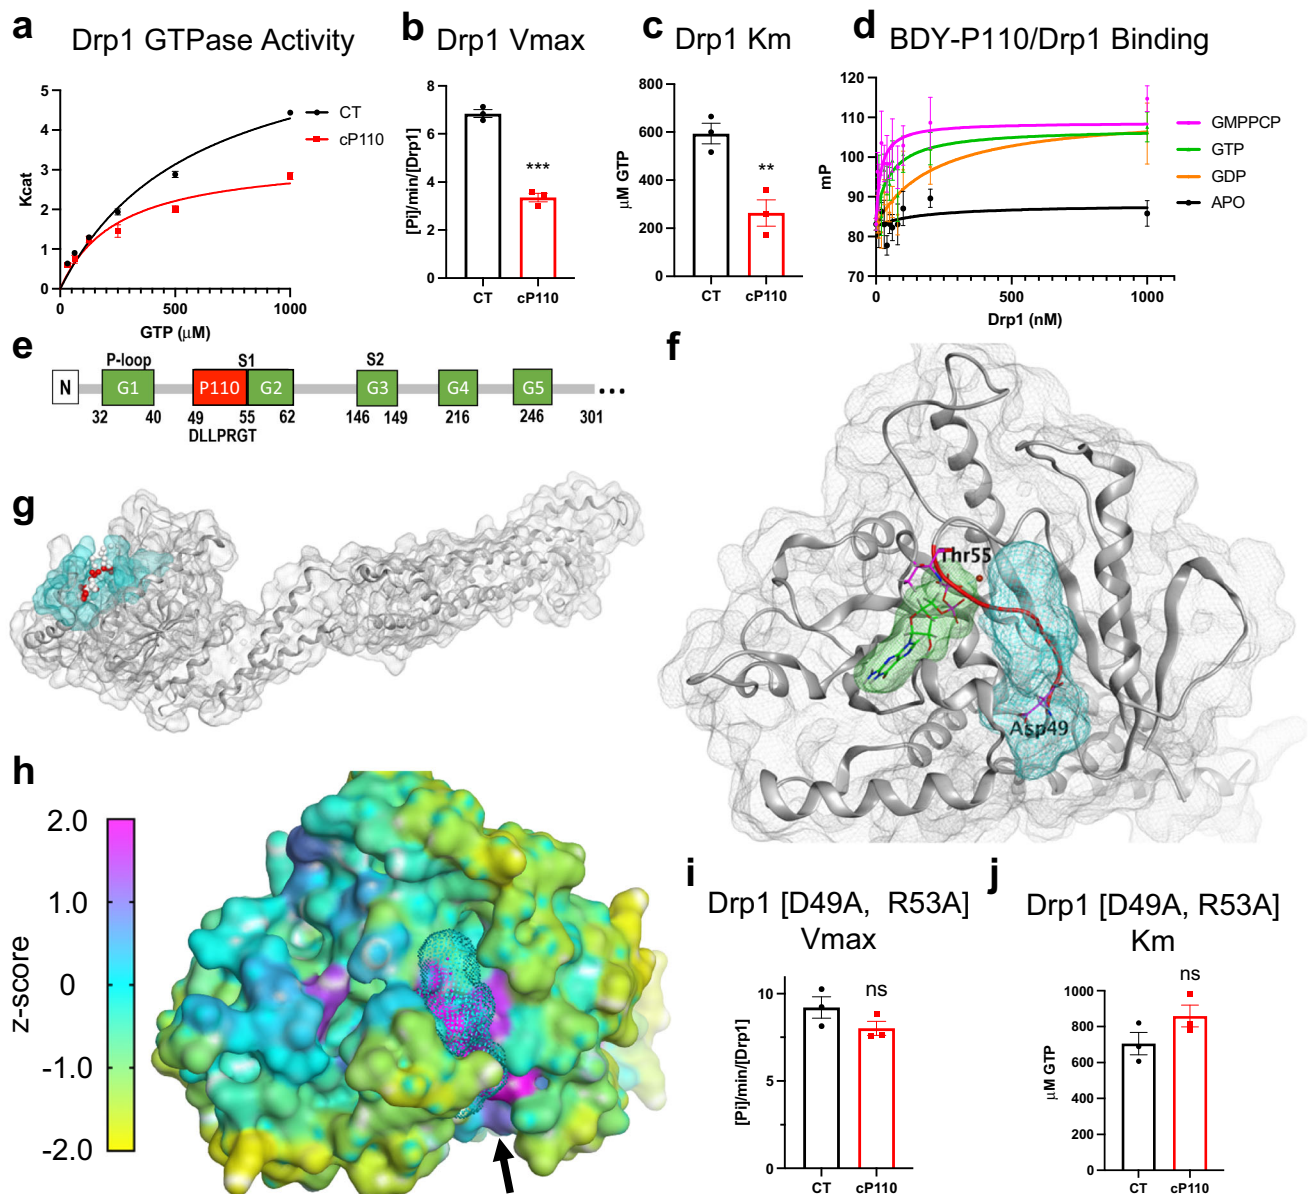 a
Drp1 GTPase Activity
Kcat
5
4
3
2
1
0
0
500
1000
GTP (μM)
CT
cP110
b
Drp1 Vmax
[Pi]/min/[Drp1]
8
6
4
2
0
***
CT
cP110
c
Drp1 Km
μM GTP
800
600
400
200
0
**
CT
cP110
d
BDY-P110/Drp1 Binding
mP
120
110
100
90
80
70
0
500
1000
Drp1 (nM)
GMPPCP
GTP
GDP
APO
e
P-loop
S1
S2
N
G1
P110
G2
G3
G4
G5
...
32
40
49
55
62
146
149
216
246
301
DLLPRGT
f
Thr55
Asp49
g
h
z-score
2.0
1.0
0
-1.0
-2.0
i
Drp1 [D49A, R53A]
Vmax
[Pi]/min/[Drp1]
10
5
0
ns
CT
cP110
j
Drp1 [D49A, R53A]
Km
μM GTP
1000
800
600
400
200
0
ns
CT
cP110